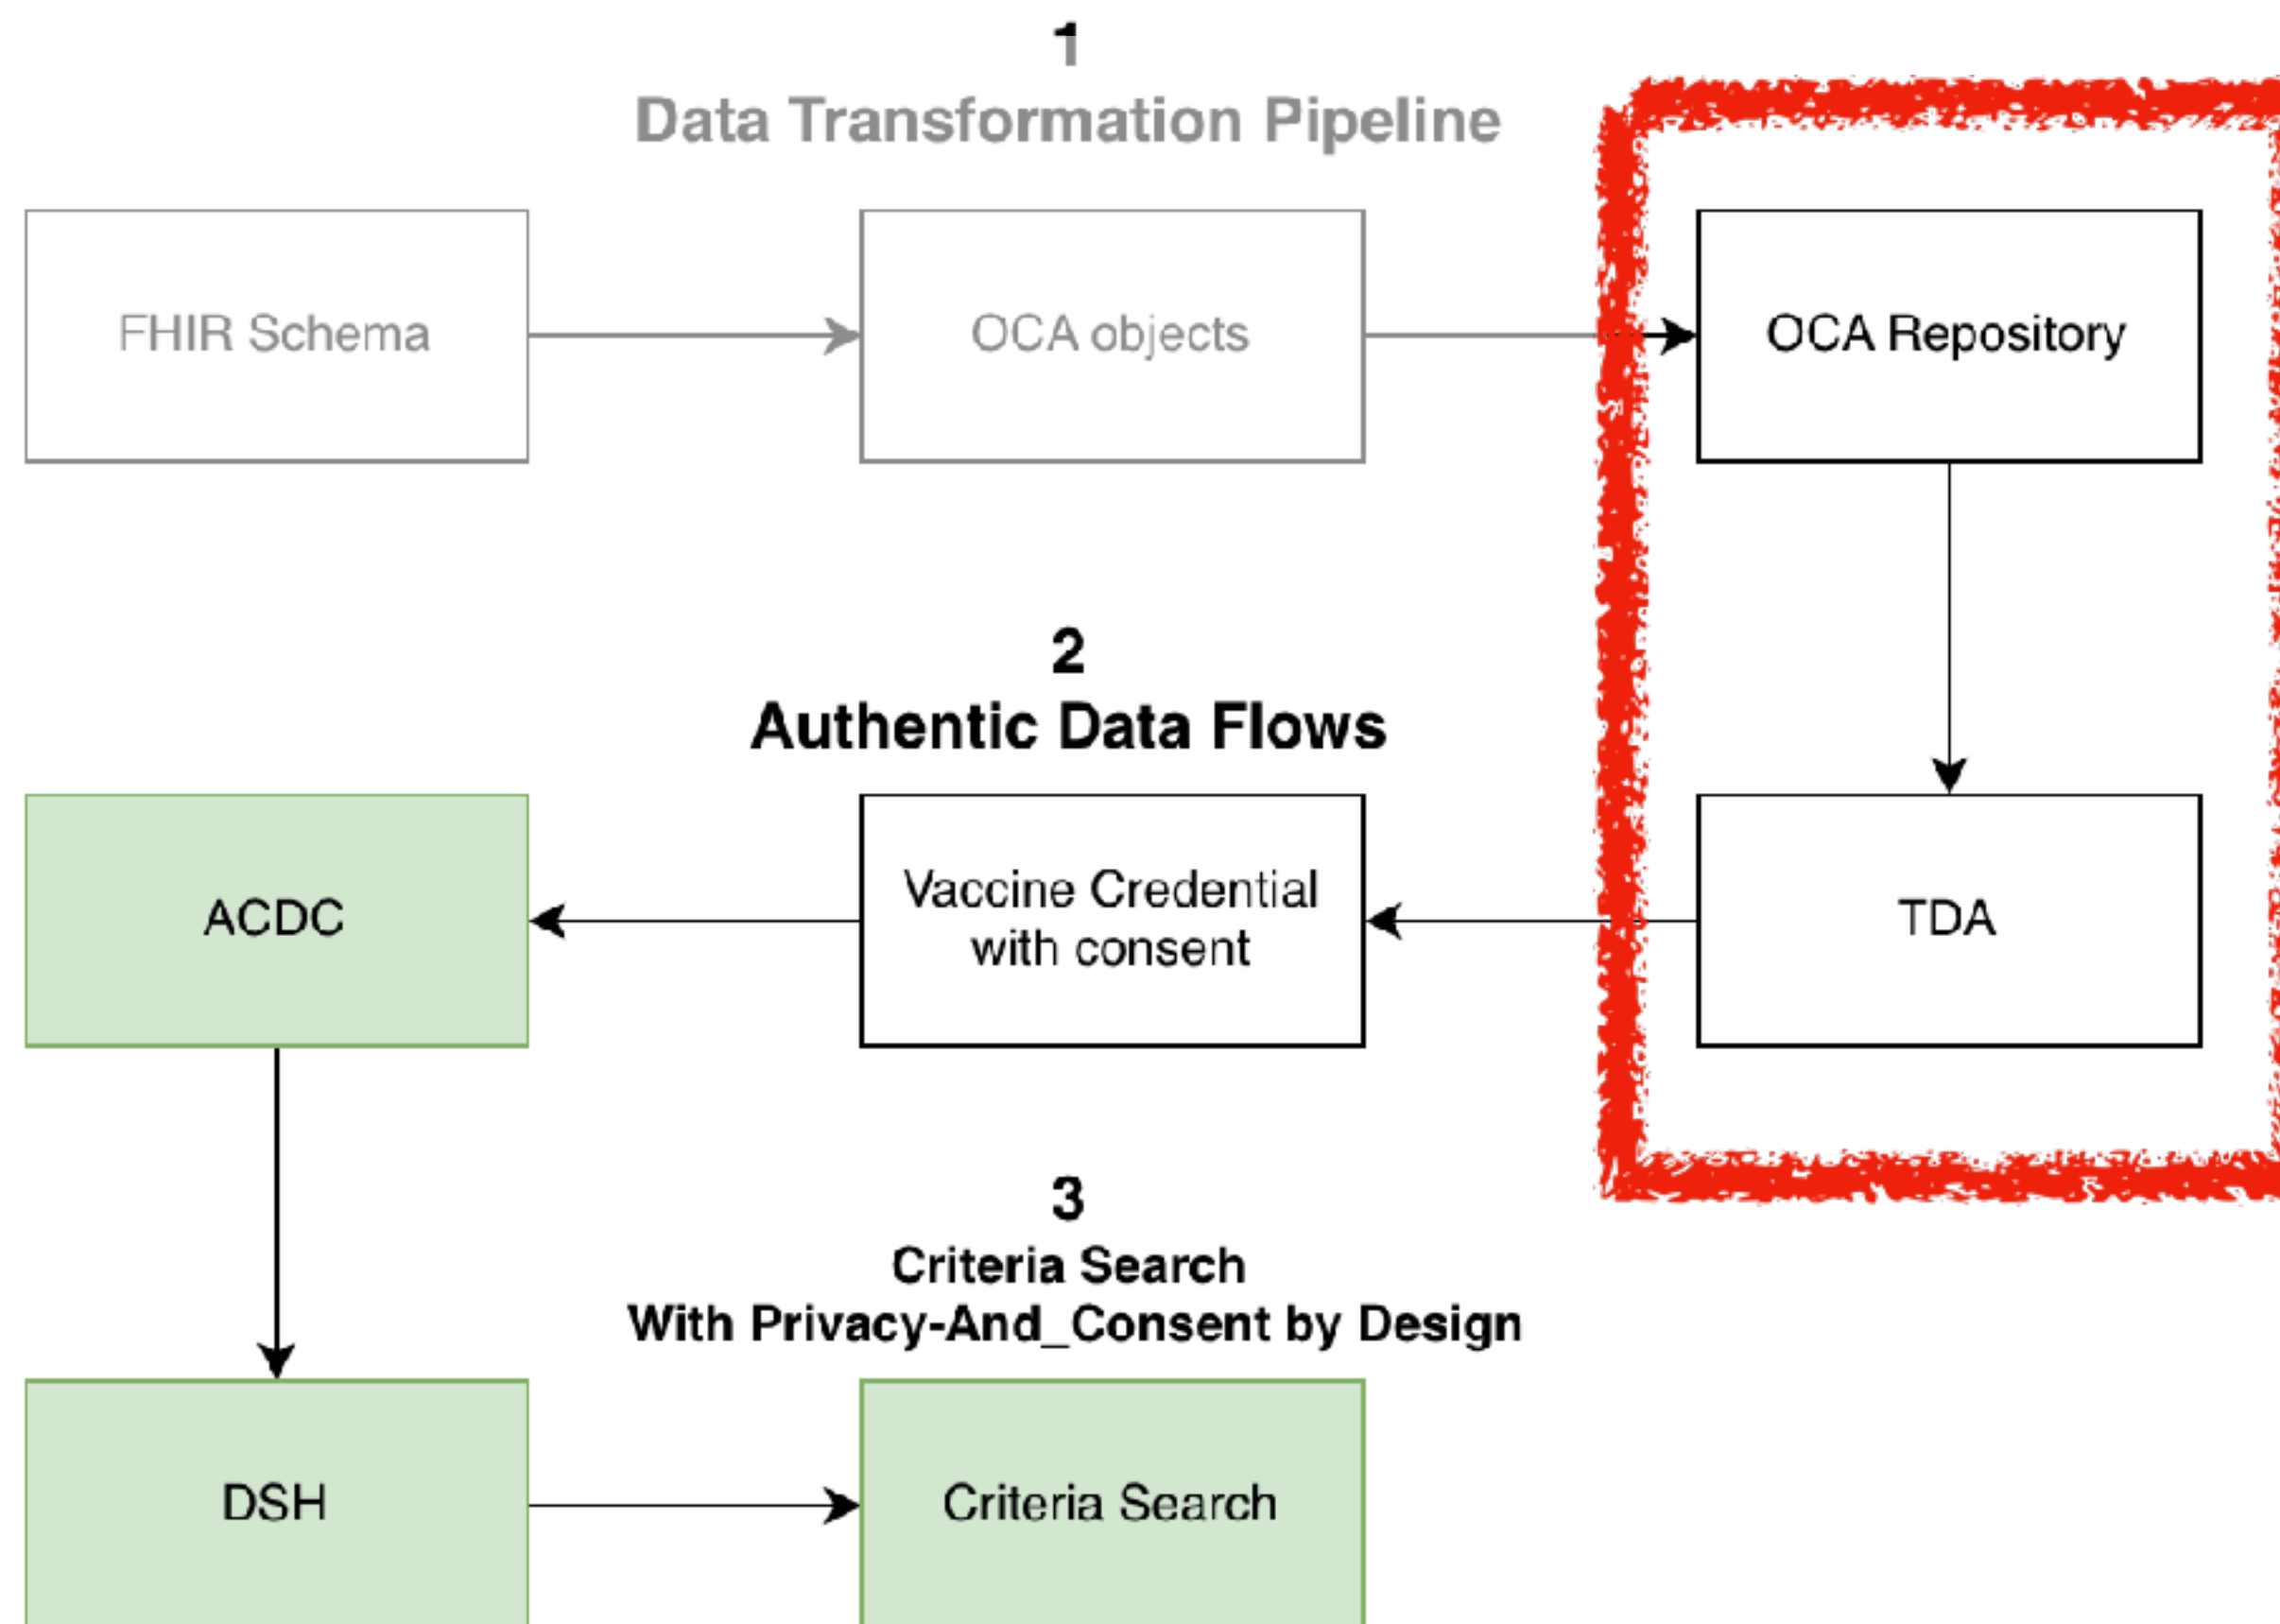 1
Data Transformation Pipeline
FHIR Schema
OCA objects
OCA Repository
2
Authentic Data Flows
ACDC
Vaccine Credential
with consent
TDA
3
Criteria Search
With Privacy-And_Consent by Design
DSH
Criteria Search